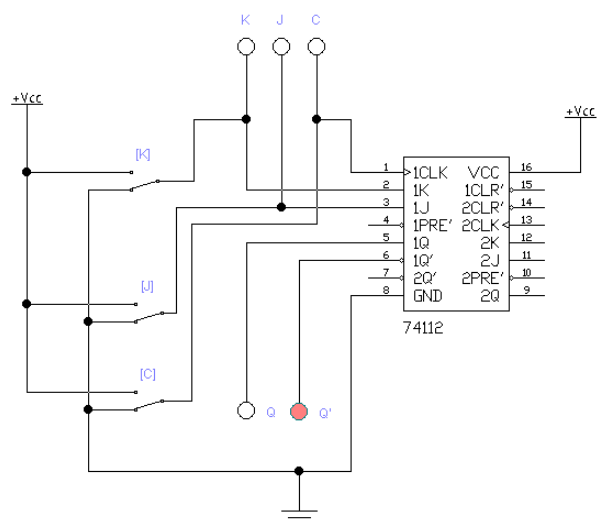 K J C
+Vcc
+Vcc
[K]
1 1CLK VCC 16
2 1K 1CLR' 15
3 1J 2CLR' 14
4 1PRE' 2CLK 13
5 1Q 2K 12
6 1Q' 2J 11
7 2Q' 2PRE' 10
8 GND 2Q 9
[J]
74112
[C]
Q Q'